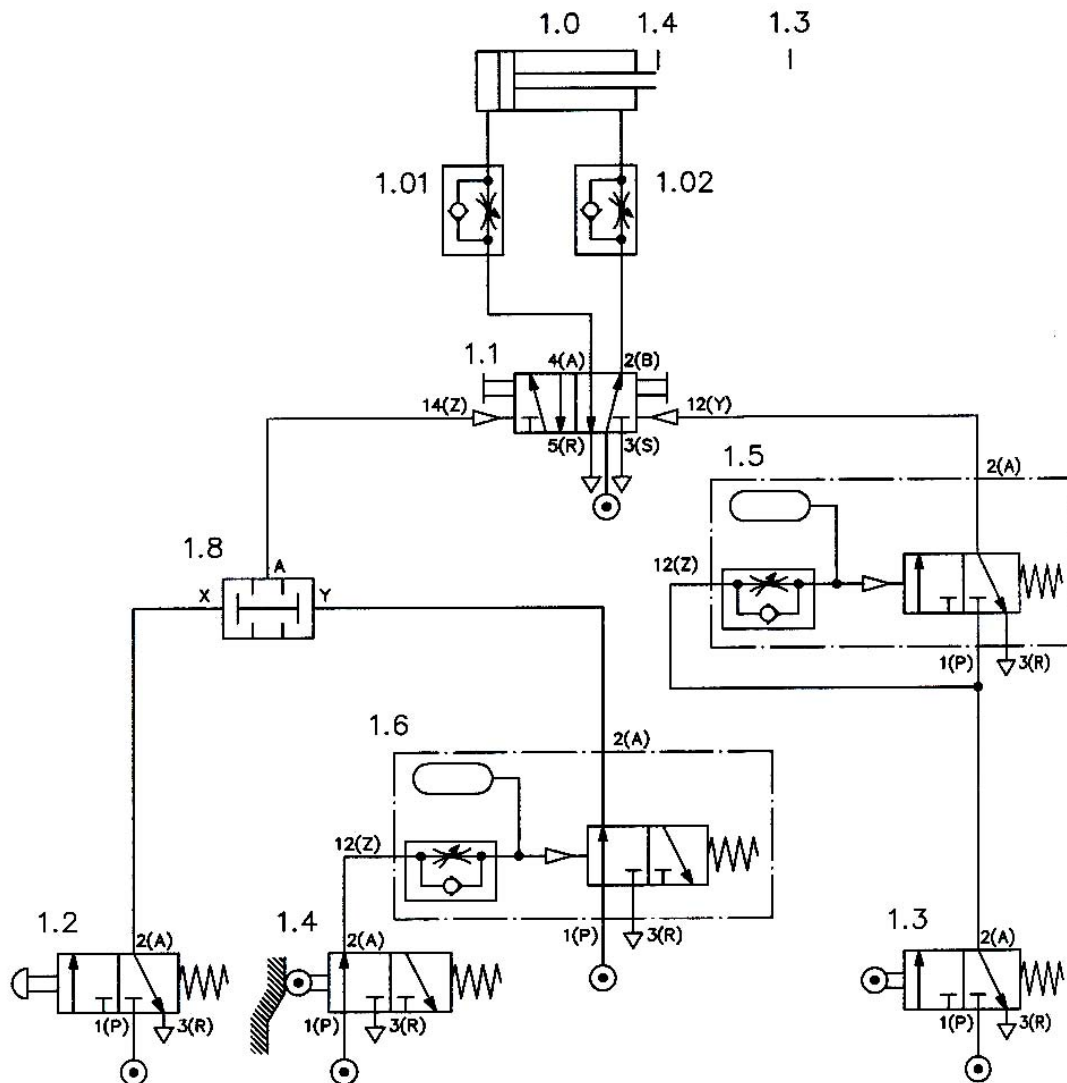 1.0 1.4 1.3
1.01 1.02
1.1 4(A) 2(B)
14(Z) 12(Y)
5(R) 3(S)
1.5 2(A)
12(Z)
1(P) 3(R)
1.8 A
X Y
1.6 2(A)
12(Z)
1(P) 3(R)
1.2 2(A)
1(P) 3(R)
1.4 2(A)
1(P) 3(R)
1.3 2(A)
1(P) 3(R)